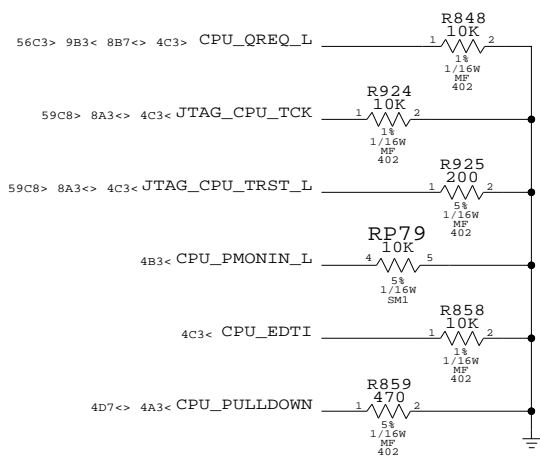 R848
10K
56C3> 9B3< 8B7<> 4C3> CPU_QREQ_L 1 2
1%
1/16W
MF
402
R924
10K
59C8> 8A3<> 4C3< JTAG_CPU_TCK 1 2
1%
1/16W
MF
402
R925
200
59C8> 8A3<> 4C3< JTAG_CPU_TRST_L 1 2
5%
1/16W
MF
402
RP79
10K
4B3< CPU_PMONIN_L 4 5
5%
1/16W
SM1
R858
10K
4C3< CPU_EDTI 1 2
1%
1/16W
MF
402
R859
470
4D7<> 4A3< CPU_PULLDOWN 1 2
5%
1/16W
MF
402